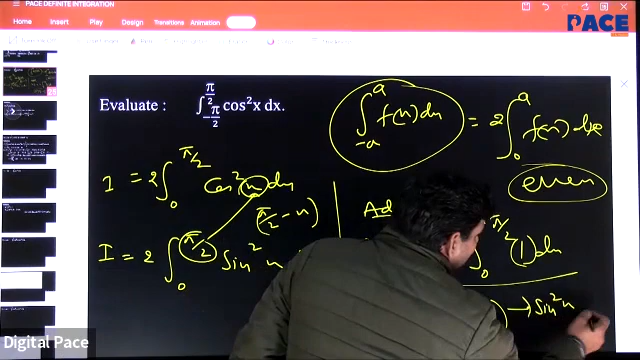 PACE DEFINITE INTEGRATION
Home Insert Play Design Transitions Animation
PACE
Evaluate : ∫_{-π/2}^{π/2} cos²x dx.
∫_{-a}^{a} f(x)dx = 2∫_{0}^{a} f(x)dx
even
I = 2∫_{0}^{π/2} cos²x dx
(π/2 - x)
I = 2∫_{0}^{π/2} sin²x
Ad
∫_{0}^{π/2} (1)dx
) → sin²x
Digital Pace